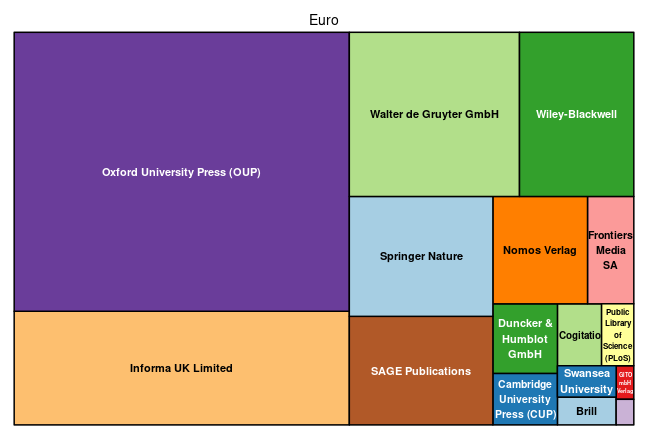 Euro
Oxford University Press (OUP)
Informa UK Limited
Walter de Gruyter GmbH
Wiley-Blackwell
Springer Nature
SAGE Publications
Nomos Verlag
Frontiers
Media
SA
Duncker &
Humblot
GmbH
Cambridge
University
Press (CUP)
Cogitatio
Public
Library
of
Science
(PLoS)
Swansea
University
Brill
GITO
mbH
Verlag